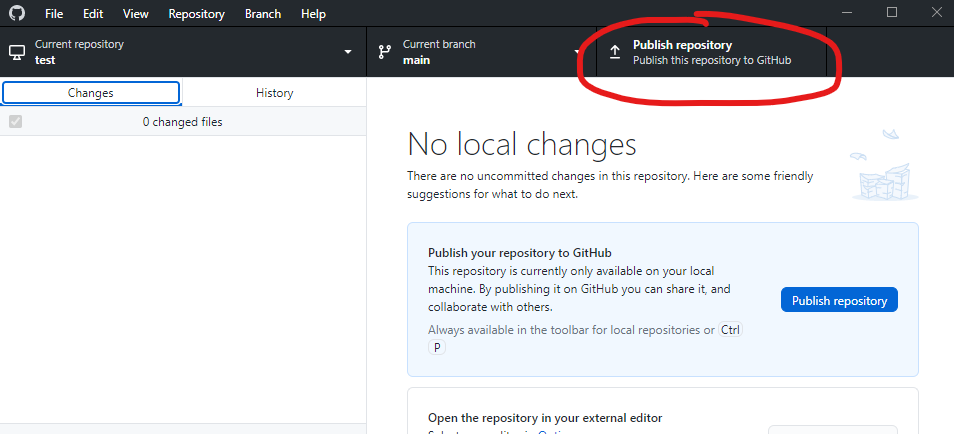 File Edit View Repository Branch Help
Current repository
test
Current branch
main
Publish repository
Publish this repository to GitHub
Changes
History
0 changed files
No local changes
There are no uncommitted changes in this repository. Here are some friendly
suggestions for what to do next.
Publish your repository to GitHub
This repository is currently only available on your local
machine. By publishing it on GitHub you can share it, and
collaborate with others.
Publish repository
Always available in the toolbar for local repositories or Ctrl
P
Open the repository in your external editor